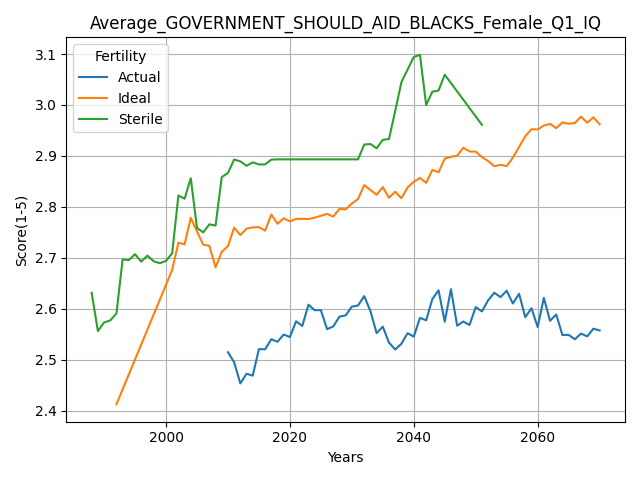 Average_GOVERNMENT_SHOULD_AID_BLACKS_Female_Q1_IQ
Fertility
Actual
Ideal
Sterile
Score(1-5)
3.1
3.0
2.9
2.8
2.7
2.6
2.5
2.4
2000
2020
2040
2060
Years